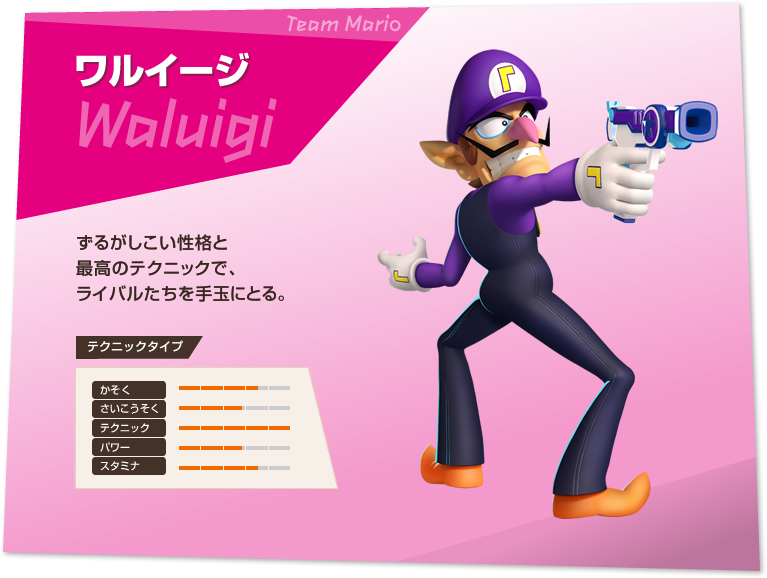 Team Mario
ワルイージ
Waluigi
ずるがしこい性格と
最高のテクニックで、
ライバルたちを手玉にとる。
テクニックタイプ
かそく
さいこうそく
テクニック
パワー
スタミナ